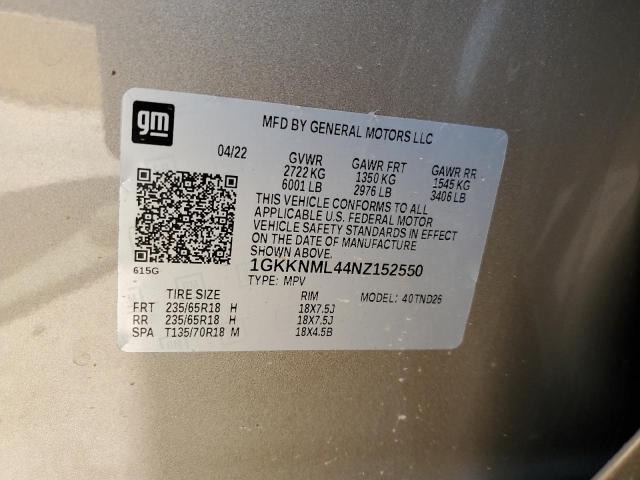 gm
MFD BY GENERAL MOTORS LLC
04/22 GVWR GAWR FRT GAWR RR
2722 KG 1350 KG 1545 KG
6001 LB 2976 LB 3406 LB
THIS VEHICLE CONFORMS TO ALL
APPLICABLE U.S. FEDERAL MOTOR
VEHICLE SAFETY STANDARDS IN EFFECT
ON THE DATE OF MANUFACTURE
SHOWN ABOVE.
1GKKNML44NZ152550
615G TYPE: MPV MODEL: 40TND26
TIRE SIZE RIM
FRT 235/65R18 H 18X7.5J
RR 235/65R18 H 18X7.5J
SPA T135/70R18 M 18X4.5B